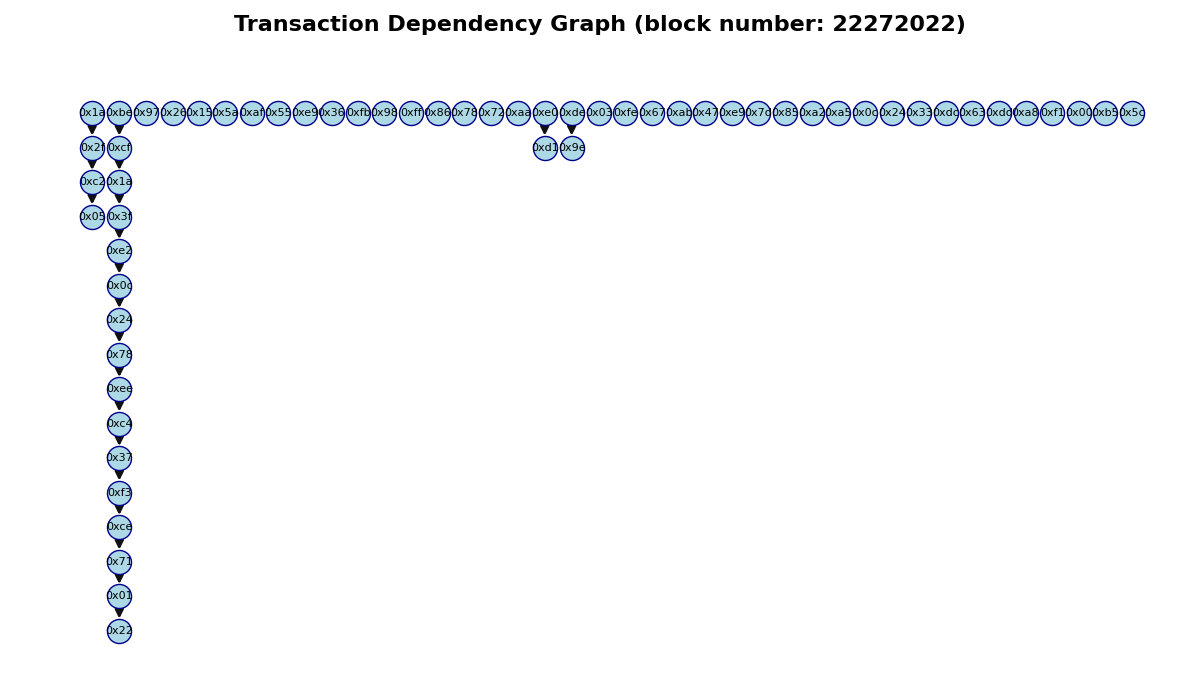 Transaction Dependency Graph (block number: 22272022)
0x1a 0xbe 0x97 0x26 0x15 0x5a 0xaf 0x55 0xe9 0x36 0xfb 0x98 0xff 0x86 0x78 0x72 0xaa 0xe0 0xde 0x03 0xfe 0x67 0xab 0x47 0xe9 0x7d 0x85 0xa2 0xa5 0x0c 0x24 0x33 0xdc 0x63 0xdd 0xa8 0xf1 0x00 0xb5 0x5c
0x2f 0xcf 0xd1 0x9e
0xc2 0x1a
0x05 0x3f
0xe2
0x0c
0x24
0x78
0xee
0xc4
0x37
0xf3
0xce
0x71
0x01
0x22